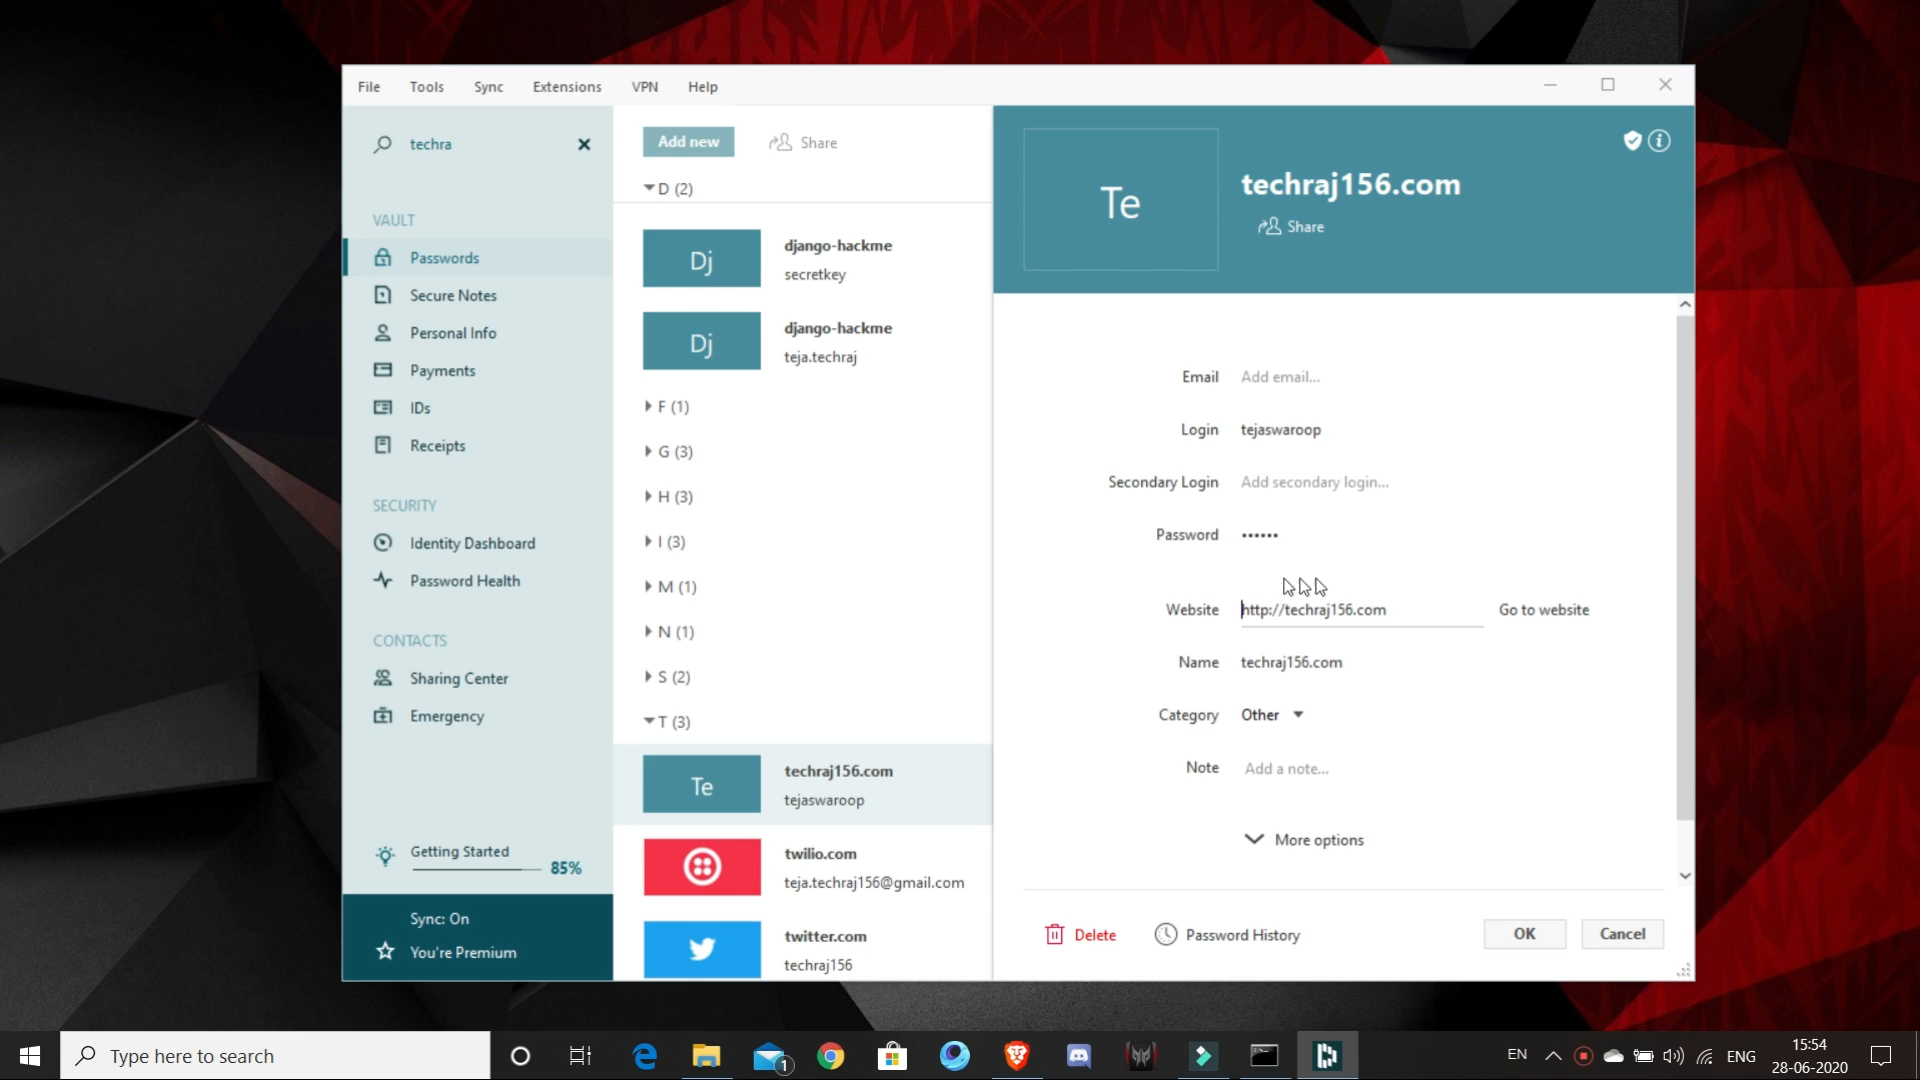 File Tools Sync Extensions VPN Help
techra
VAULT
Passwords
Secure Notes
Personal Info
Payments
IDs
Receipts
SECURITY
Identity Dashboard
Password Health
CONTACTS
Sharing Center
Emergency
Getting Started
85%
Sync: On
You're Premium
Add new Share
D (2)
Dj
django-hackme
secretkey
Dj
django-hackme
teja.techraj
F (1)
G (3)
H (3)
I (3)
M (1)
N (1)
S (2)
T (3)
Te
techraj156.com
tejaswaroop
twilio.com
teja.techraj156@gmail.com
twitter.com
techraj156
Te
techraj156.com
Share
Email Add email...
Login tejaswaroop
Secondary Login Add secondary login...
Password ••••••
Website http://techraj156.com Go to website
Name techraj156.com
Category Other
Note Add a note...
More options
Delete Password History OK Cancel
Type here to search
1
EN
ENG
15:54
28-06-2020